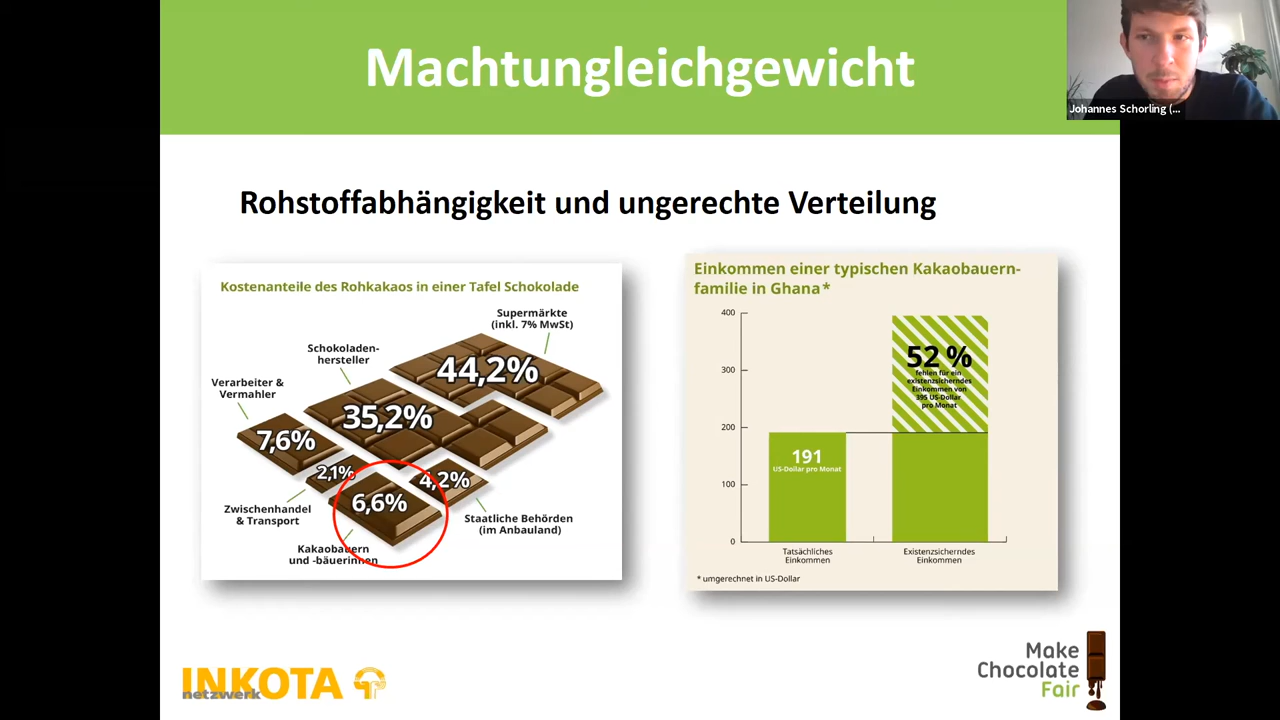 Machtungleichgewicht
Johannes Schorling (...
Rohstoffabhängigkeit und ungerechte Verteilung
Kostenanteile des Rohkakaos in einer Tafel Schokolade
Supermärkte
(inkl. 7% MwSt)
44,2%
Schokoladen-
hersteller
35,2%
Verarbeiter &
Vermahler
7,6%
2,1%
Zwischenhandel
& Transport
6,6%
Kakaobauern
und -bäuerinnen
4,2%
Staatliche Behörden
(im Anbauland)
Einkommen einer typischen Kakaobauern-
familie in Ghana*
400
300
200
100
0
191
US-Dollar pro Monat
52 %
fehlen für ein
existenzsicherndes
Einkommen von
395 US-Dollar
pro Monat
Tatsächliches
Einkommen
Existenzsicherndes
Einkommen
* umgerechnet in US-Dollar
INKOTA
netzwerk
Make
Chocolate
Fair